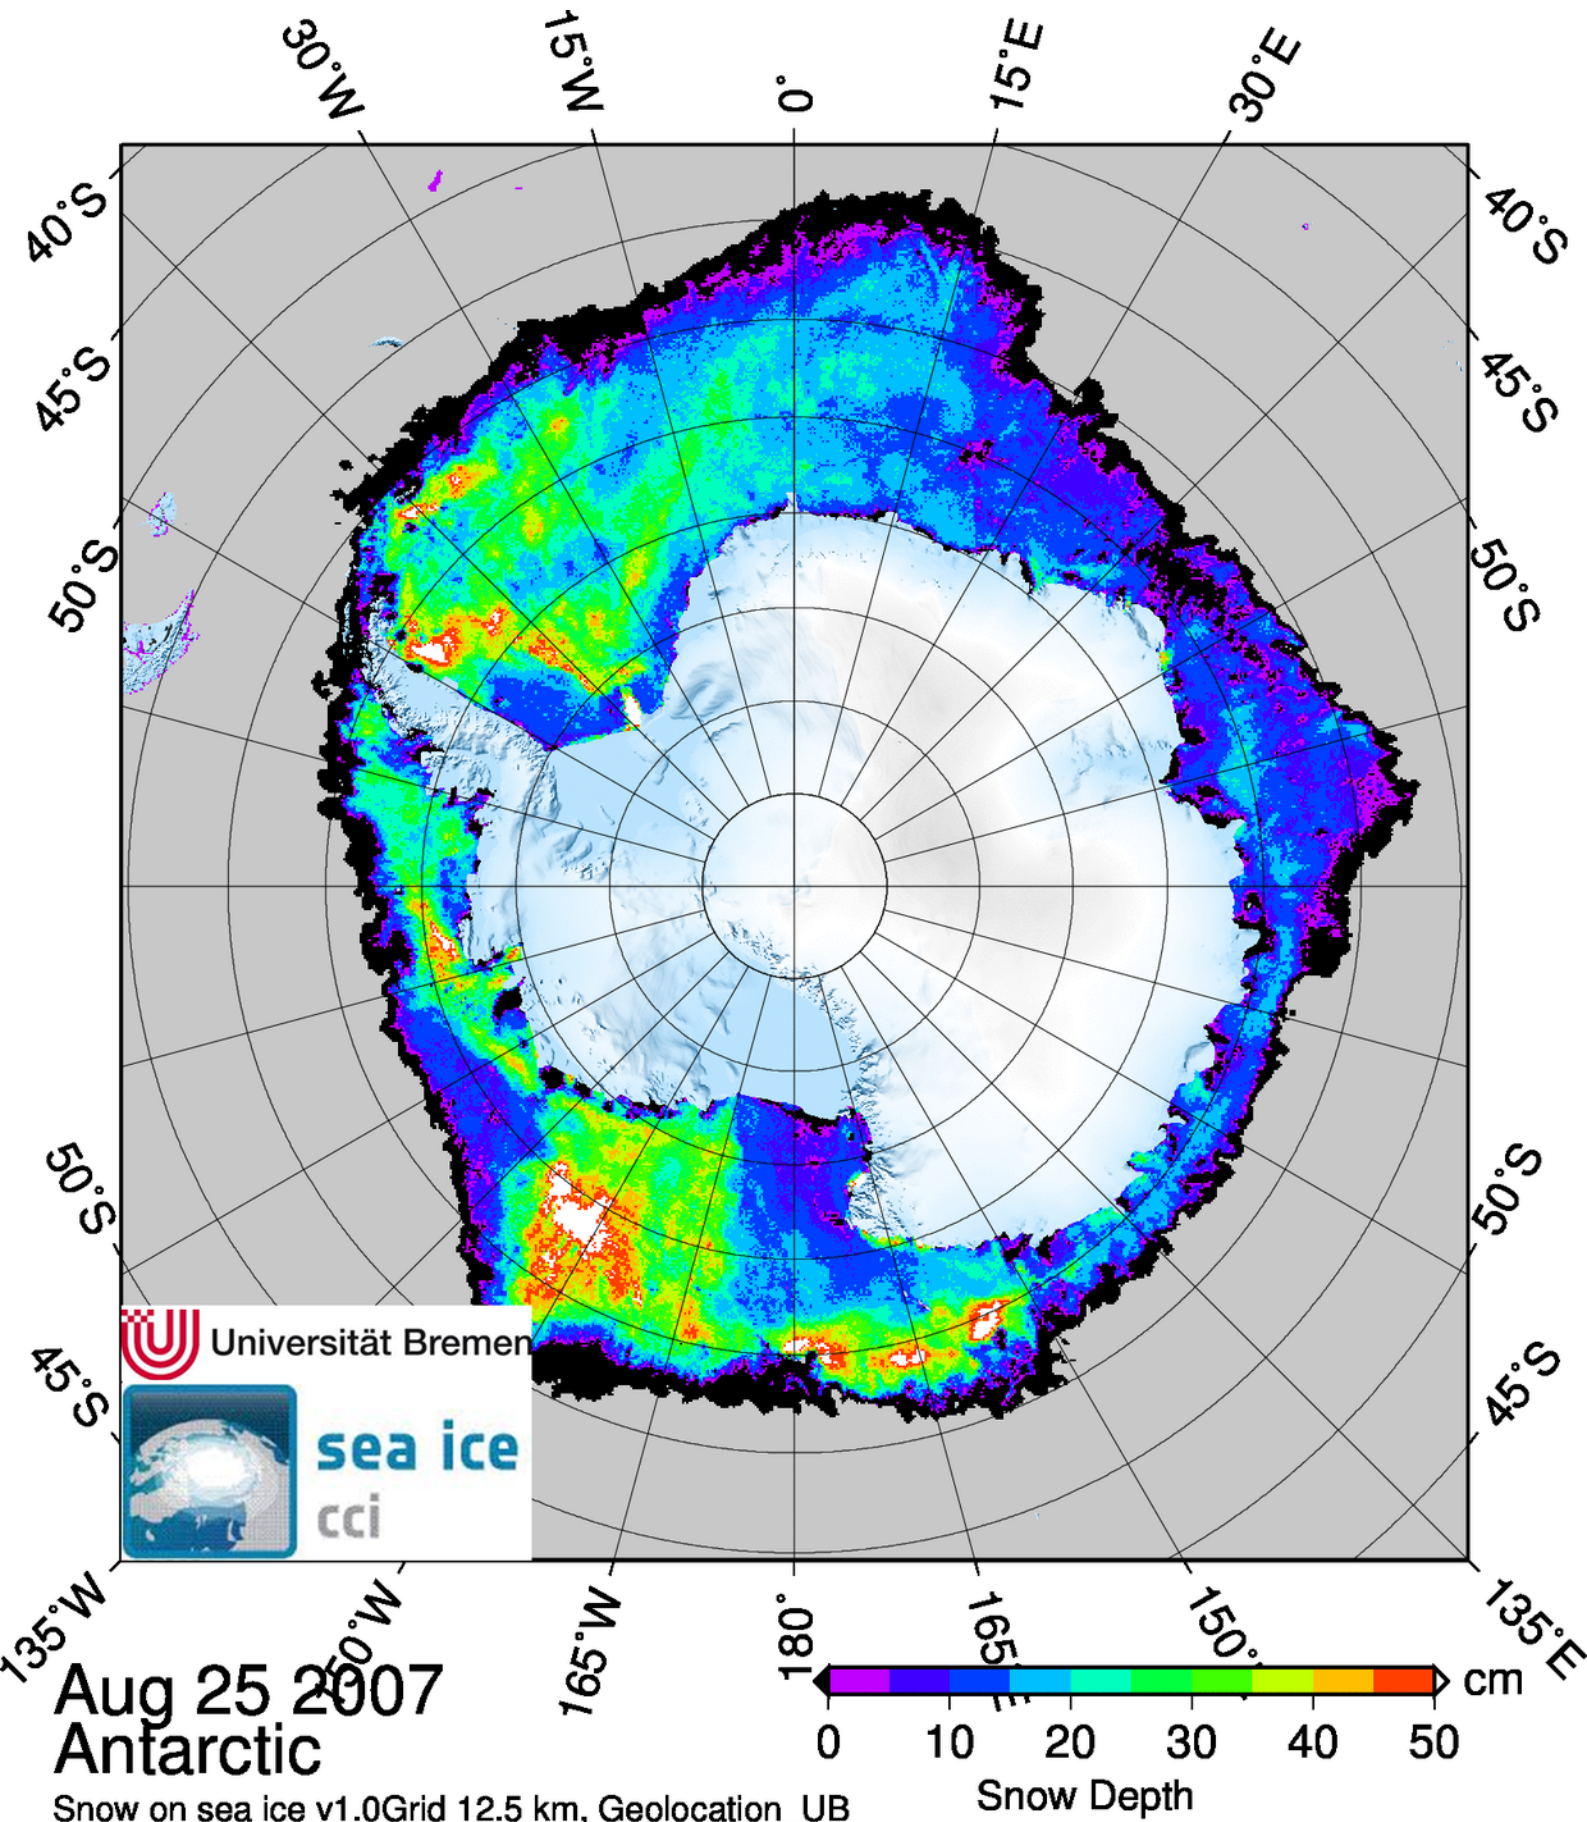 30°W
15°W
0°
15°E
30°E
40°S
40°S
45°S
45°S
50°S
50°S
50°S
50°S
45°S
45°S
Universität Bremen
sea ice
cci
135°W
165°W
180°
135°E
cm
0 10 20 30 40 50
Snow Depth
Aug 25 2007
Antarctic
Snow on sea ice v1.0Grid 12.5 km, Geolocation UB